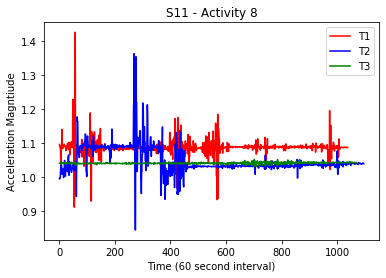 S11 - Activity 8
T1
T2
T3
1.4
1.3
1.2
1.1
1.0
0.9
Acceleration Magntiude
0
200
400
600
800
1000
Time (60 second interval)